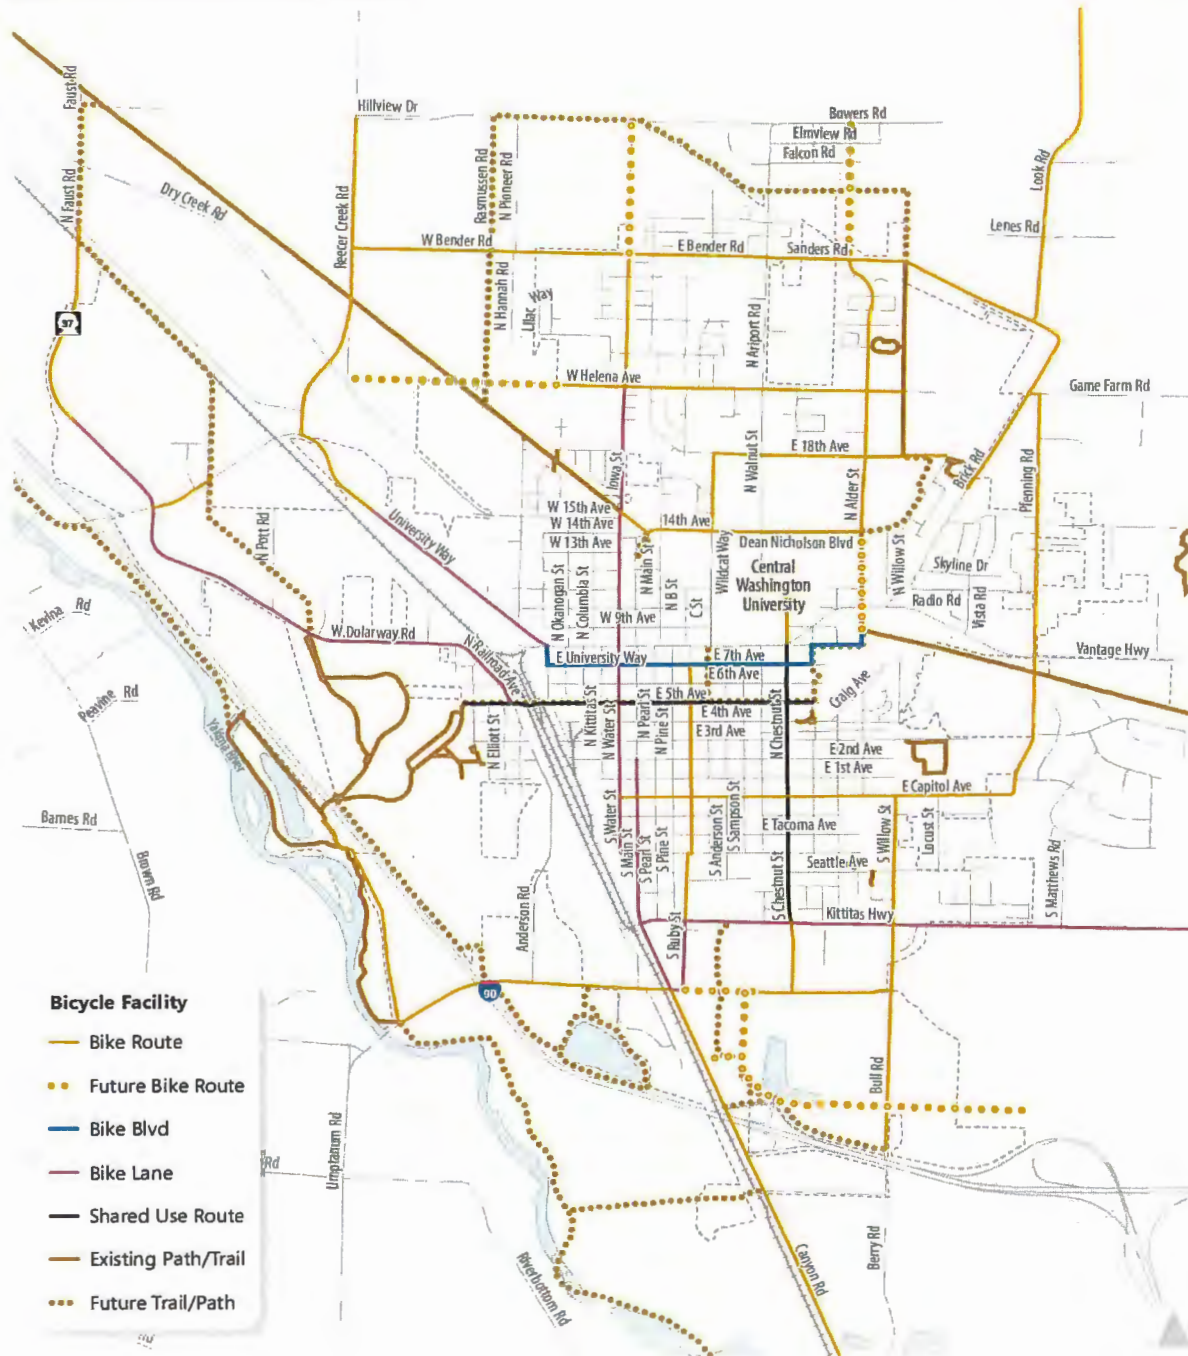 Faust Rd
Hillview Dr
Bowers Rd
Elmview Rd
Falcon Rd
Look Rd
N Faust Rd
Dry Creek Rd
Reecer Creek Rd
Rasmussen Rd
N Pioneer Rd
W Bender Rd
E Bender Rd
Sanders Rd
Lenes Rd
97
N Hannah Rd
Lilac Way
N Ariport Rd
W Helena Ave
Game Farm Rd
E 18th Ave
N Walnut St
Iowa St
N Alder St
Brick Rd
Pfenning Rd
W 15th Ave
W 14th Ave
14th Ave
W 13th Ave
Dean Nicholson Blvd
University Way
N Pott Rd
N Okanogan St
N Columbia St
N Main St
N B St
C St
Wildcat Way
Central
Washington
University
N Willow St
Skyline Dr
Radio Rd
Vista Rd
Kevina Rd
W 9th Ave
W. Dolarway Rd
N Railroad Ave
E University Way
E 7th Ave
E 6th Ave
Vantage Hwy
Peavine Rd
Yakima River
N Elliott St
N Kittitas St
N Water St
N Pearl St
N Pine St
E 5th Ave
E 4th Ave
E 3rd Ave
N Chestnut St
Craig Ave
E 2nd Ave
E 1st Ave
E Capitol Ave
Barnes Rd
Brown Rd
S Water St
S Main St
S Pearl St
S Pine St
S Anderson St
S Sampson St
E Tacoma Ave
Seattle Ave
S Willow St
Locust St
S Matthews Rd
Anderson Rd
S Ruby St
S Chestnut St
Kittitas Hwy
90
Bull Rd
Umptanum Rd
Rd
Riverbottom Rd
Canyon Rd
Berry Rd
Bicycle Facility
Bike Route
Future Bike Route
Bike Blvd
Bike Lane
Shared Use Route
Existing Path/Trail
Future Trail/Path
Rd